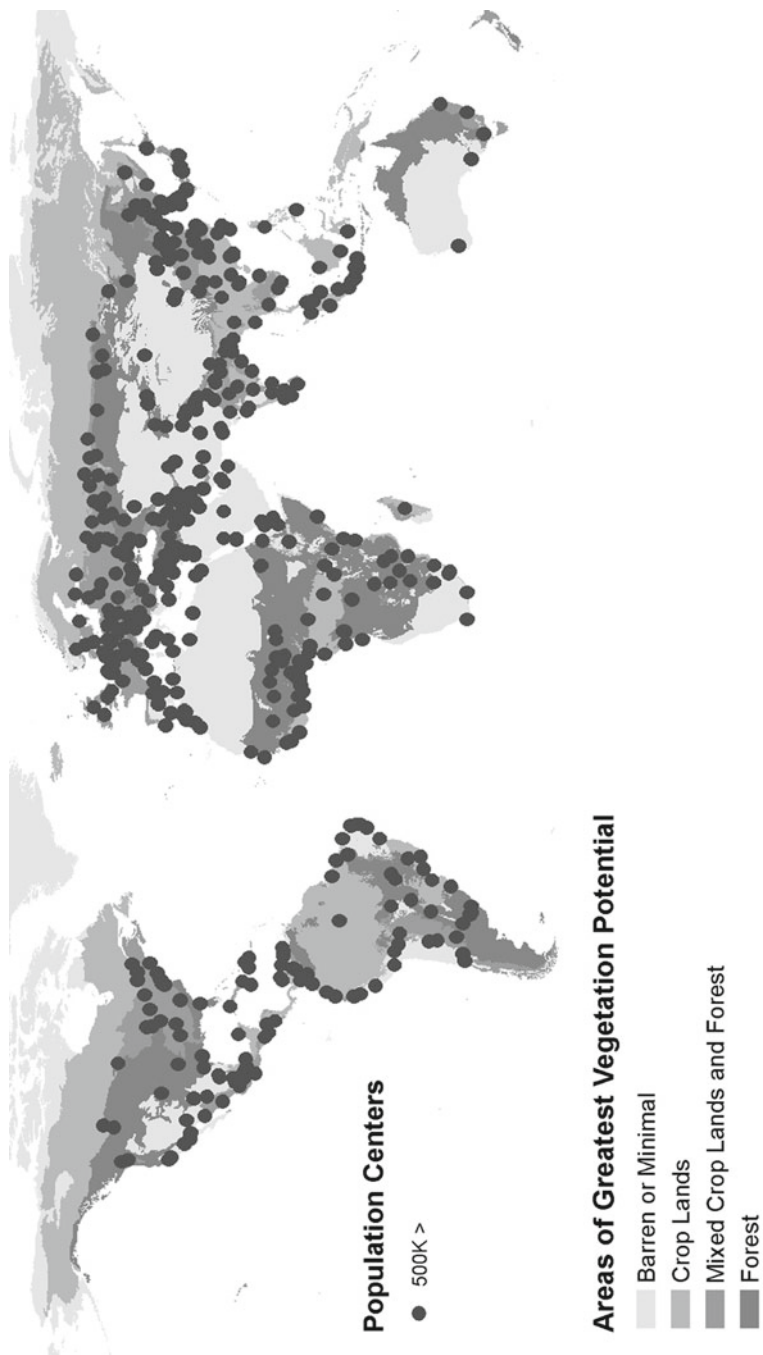 Population Centers
500K >
Areas of Greatest Vegetation Potential
Barren or Minimal
Crop Lands
Mixed Crop Lands and Forest
Forest